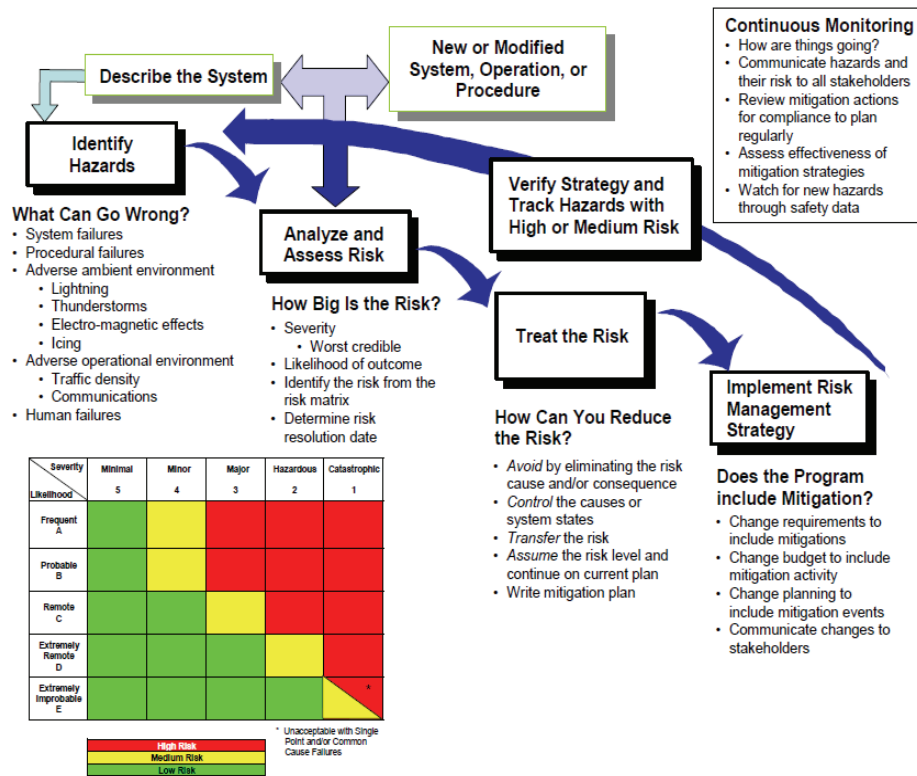 Describe the System
New or Modified
System, Operation, or
Procedure
Continuous Monitoring
• How are things going?
• Communicate hazards and
their risk to all stakeholders
• Review mitigation actions
for compliance to plan
regularly
• Assess effectiveness of
mitigation strategies
• Watch for new hazards
through safety data
Identify
Hazards
What Can Go Wrong?
• System failures
• Procedural failures
• Adverse ambient environment
• Lightning
• Thunderstorms
• Electro-magnetic effects
• Icing
• Adverse operational environment
• Traffic density
• Communications
• Human failures
Analyze and
Assess Risk
How Big Is the Risk?
• Severity
• Worst credible
• Likelihood of outcome
• Identify the risk from the
risk matrix
• Determine risk
resolution date
Verify Strategy and
Track Hazards with
High or Medium Risk
Treat the Risk
How Can You Reduce
the Risk?
• Avoid by eliminating the risk
cause and/or consequence
• Control the causes or
system states
• Transfer the risk
• Assume the risk level and
continue on current plan
• Write mitigation plan
Implement Risk
Management
Strategy
Does the Program
include Mitigation?
• Change requirements to
include mitigations
• Change budget to include
mitigation activity
• Change planning to
include mitigation events
• Communicate changes to
stakeholders
Severity
Likelihood
Minimal
5
Minor
4
Major
3
Hazardous
2
Catastrophic
1
Frequent
A
Probable
B
Remote
C
Extremely
Remote
D
Extremely
Improbable
E
*
* Unacceptable with Single
Point and/or Common
Cause Failures
High Risk
Medium Risk
Low Risk